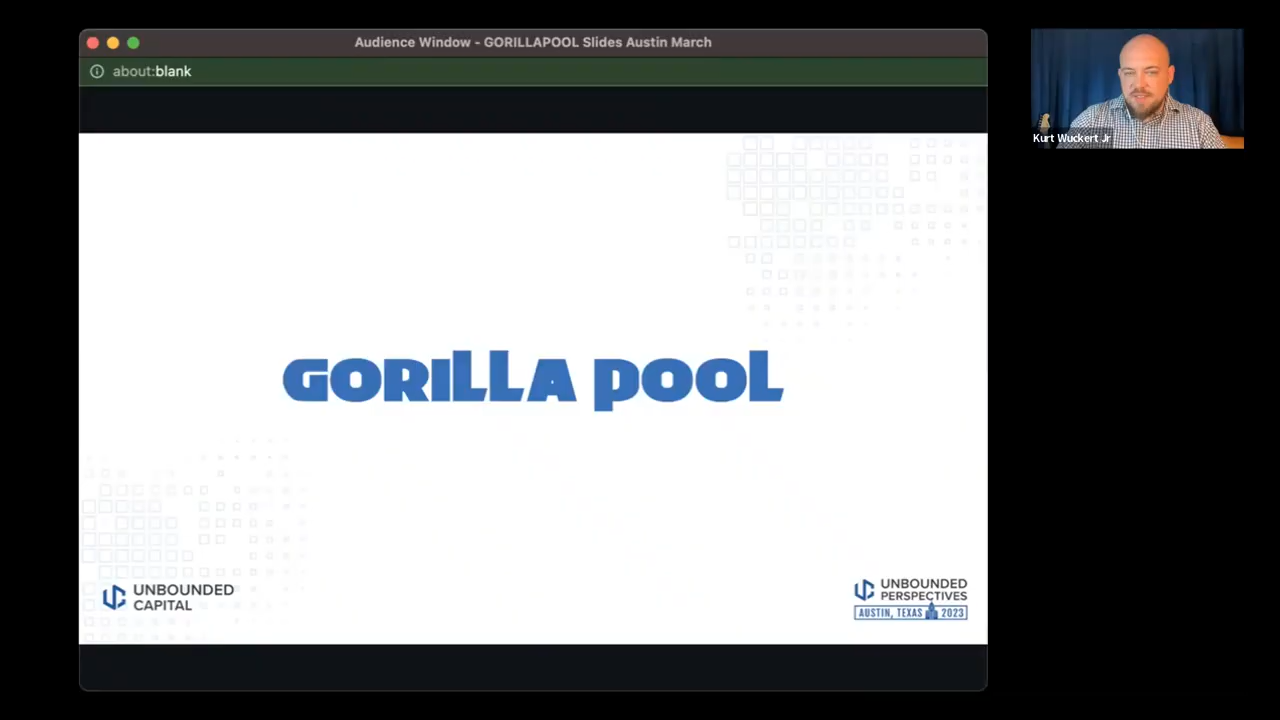 Audience Window - GORILLAPOOL Slides Austin March
about:blank
Kurt Wuckert Jr
GORILLA POOL
UNBOUNDED
CAPITAL
UNBOUNDED
PERSPECTIVES
AUSTIN, TEXAS 2023